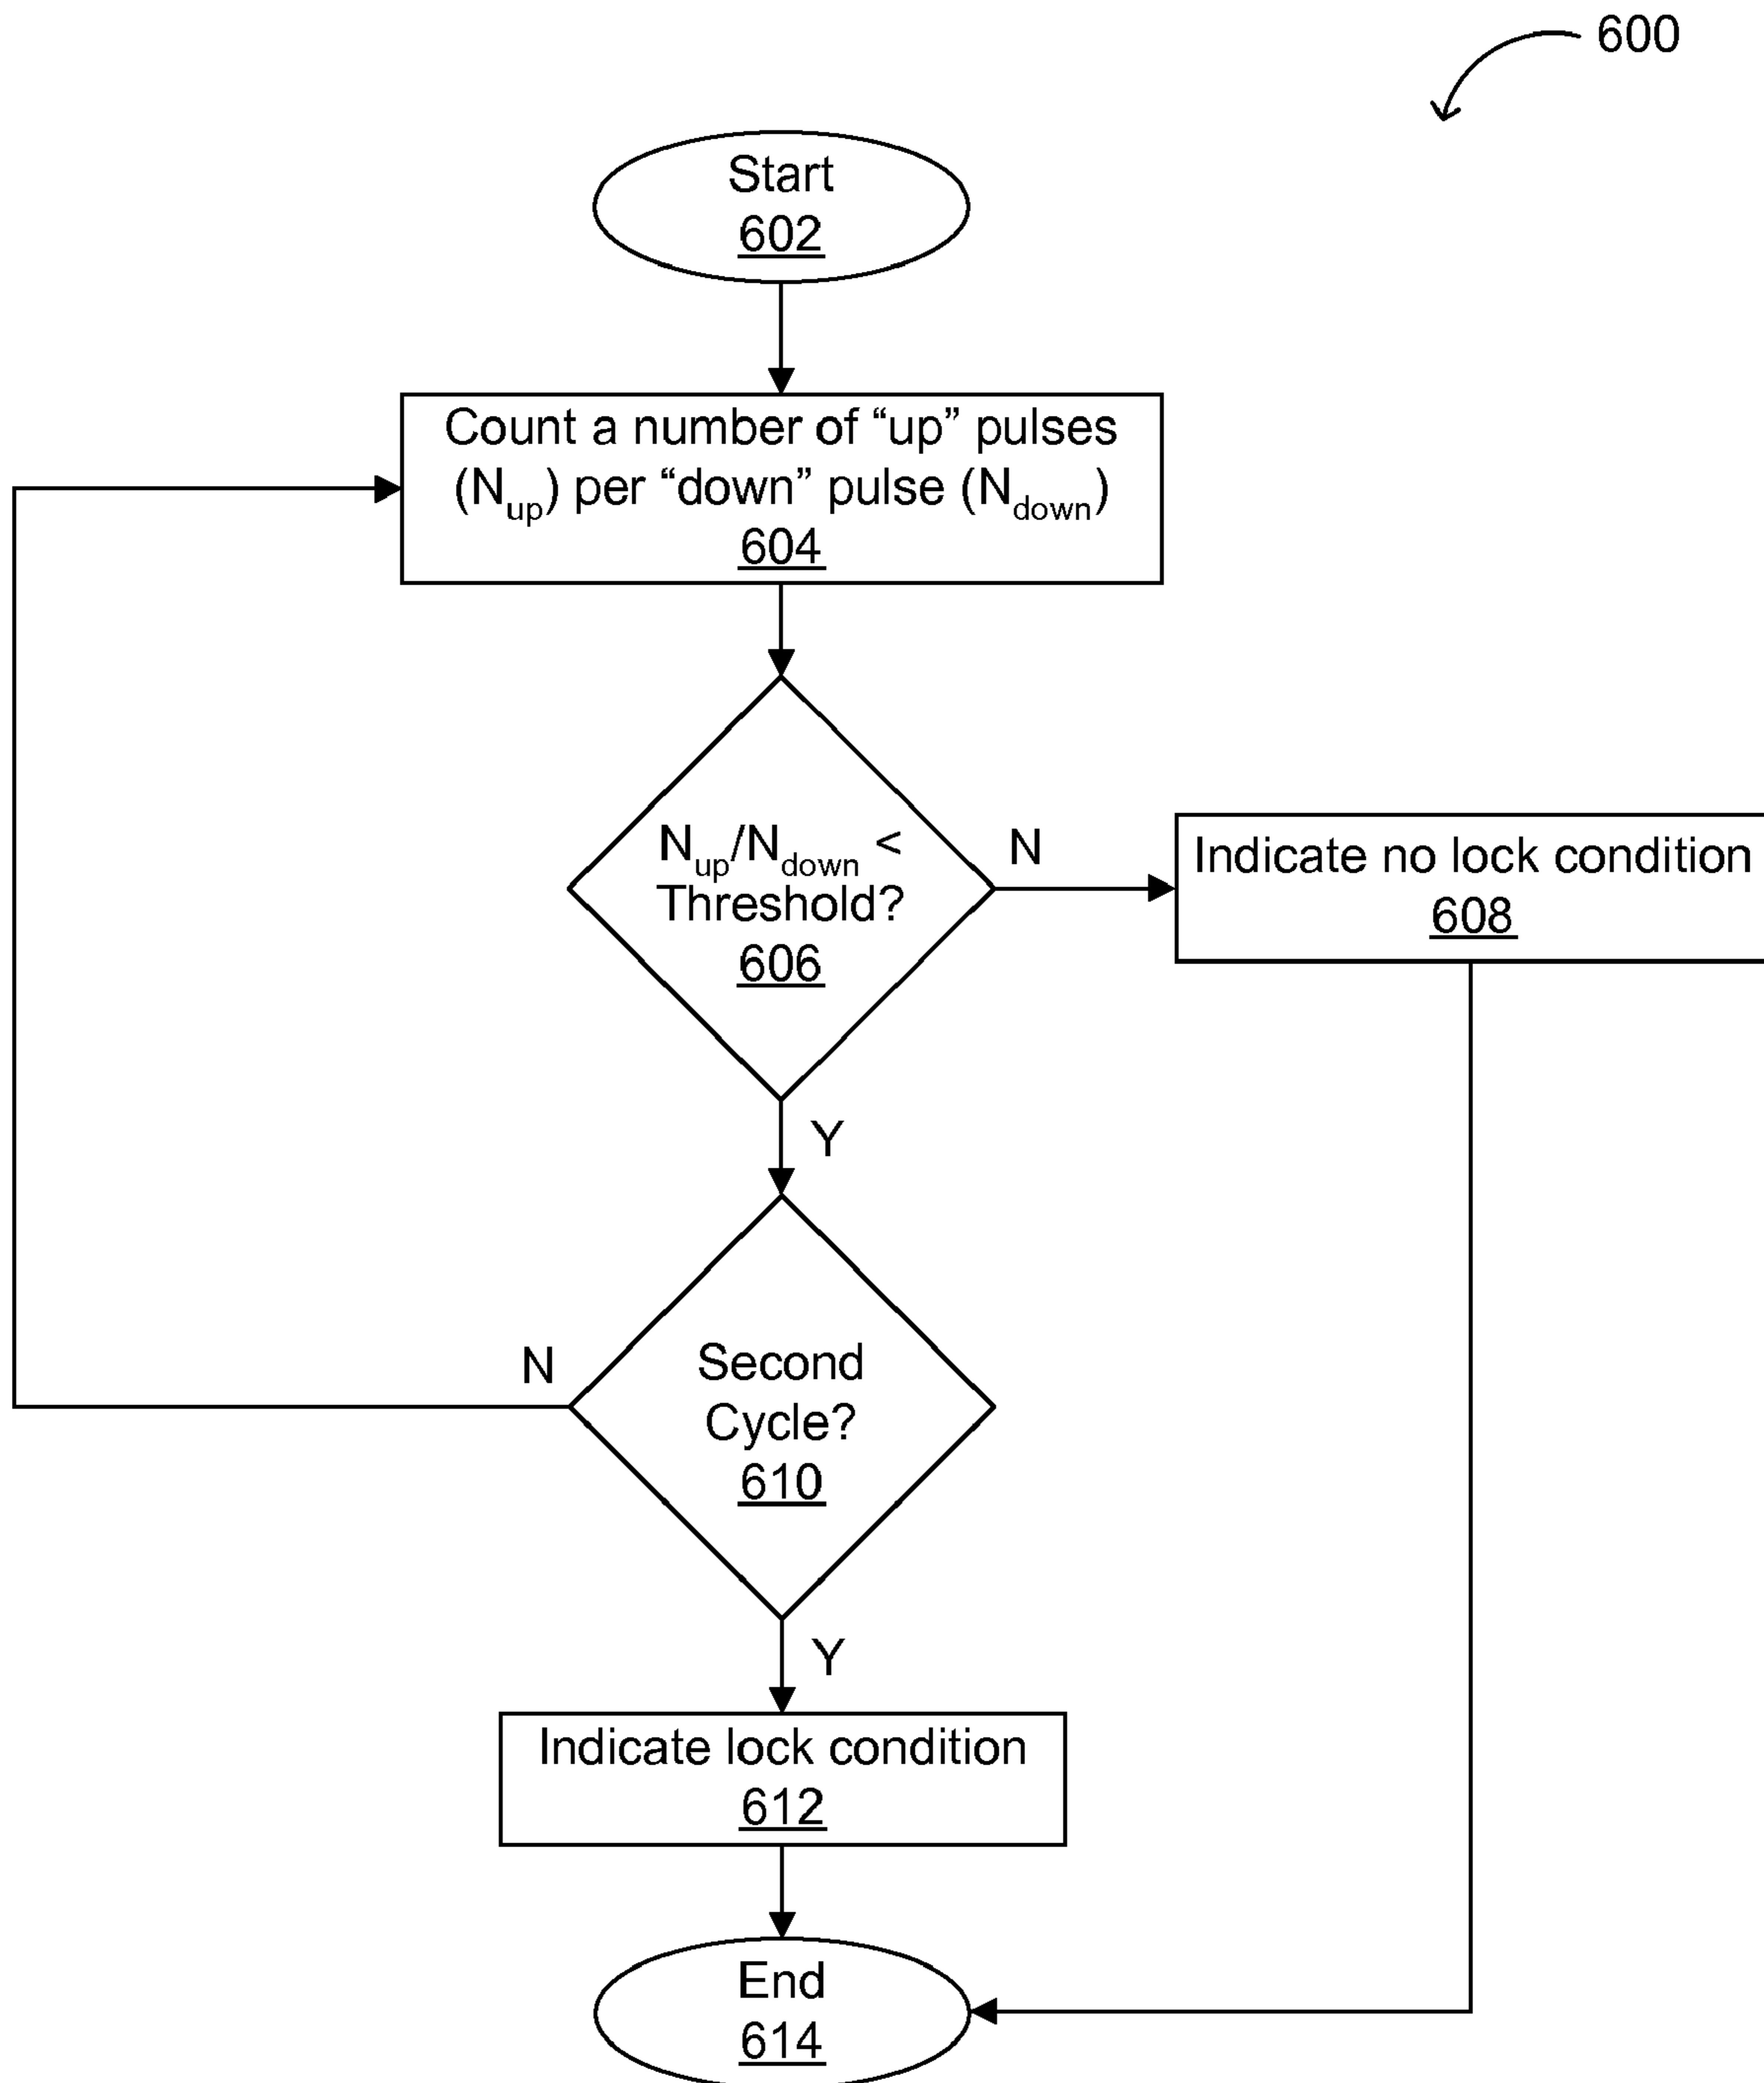 600
Start
602
Count a number of “up” pulses
(Nup) per “down” pulse (Ndown)
604
Nup/Ndown <
Threshold?
606
N
Indicate no lock condition
608
Y
Second
Cycle?
610
N
Y
Indicate lock condition
612
End
614